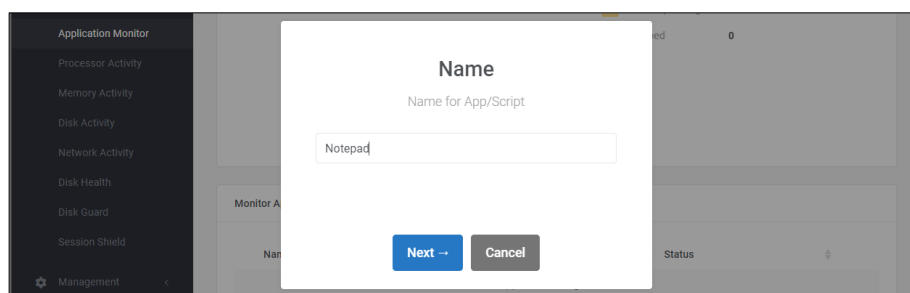 Application Monitor
Processor Activity
Memory Activity
Disk Activity
Network Activity
Disk Health
Disk Guard
Session Shield
Management
0
Name
Name for App/Script
Notepad
Next →
Cancel
Status